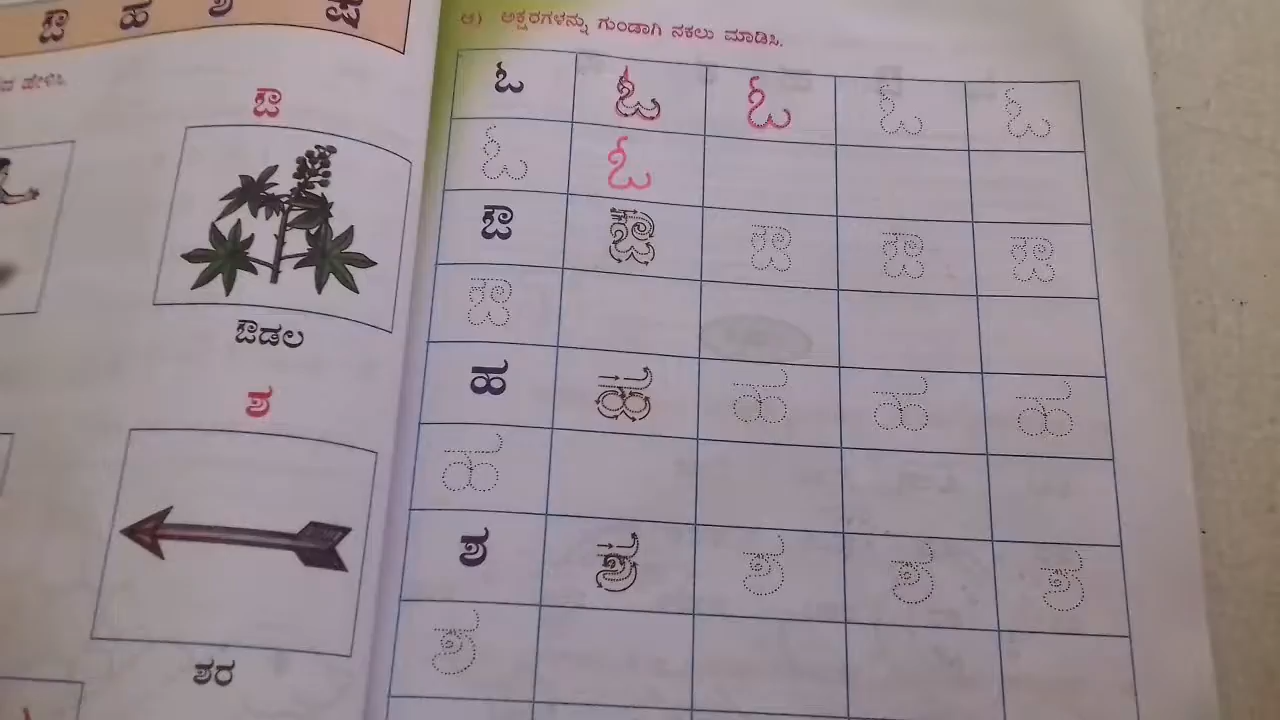 ಔ ಹ ಶ ಷ
ಹೇಳಿಸಿ.
ಔ
ಔಡಲ
ಶ
ಶರ
ಆ) ಅಕ್ಷರಗಳನ್ನು ಗುಂಡಾಗಿ ನಕಲು ಮಾಡಿಸಿ.
ಓ ಓ ಓ ಓ ಓ
ಓ ಓ
ಔ ಔ ಔ ಔ ಔ
ಔ
ಹ ಹ ಹ ಹ ಹ
ಹ
ಶ ಶ ಶ ಶ ಶ
ಶ